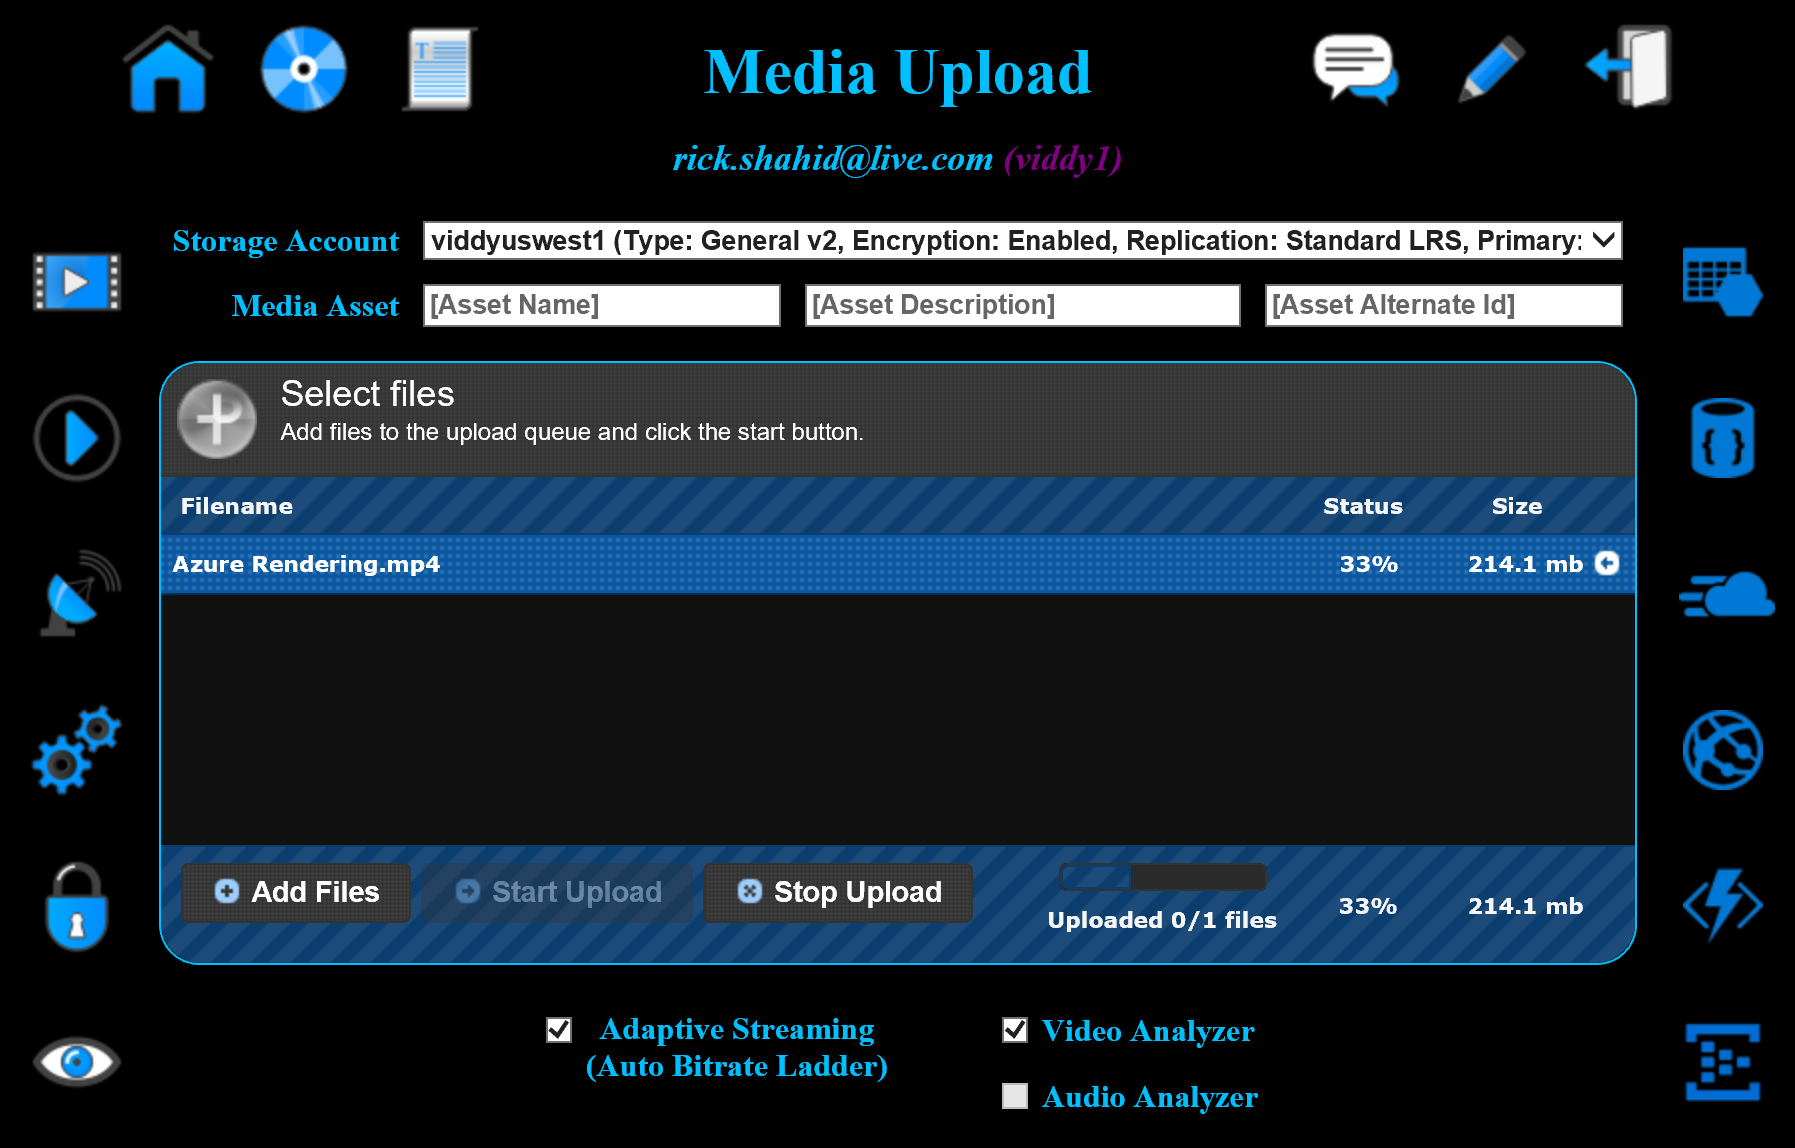 Media Upload
rick.shahid@live.com (viddy1)
Storage Account viddyuswest1 (Type: General v2, Encryption: Enabled, Replication: Standard LRS, Primary:
Media Asset [Asset Name] [Asset Description] [Asset Alternate Id]
Select files
Add files to the upload queue and click the start button.
Filename Status Size
Azure Rendering.mp4 33% 214.1 mb
Add Files Start Upload Stop Upload
Uploaded 0/1 files 33% 214.1 mb
Adaptive Streaming
(Auto Bitrate Ladder)
Video Analyzer
Audio Analyzer